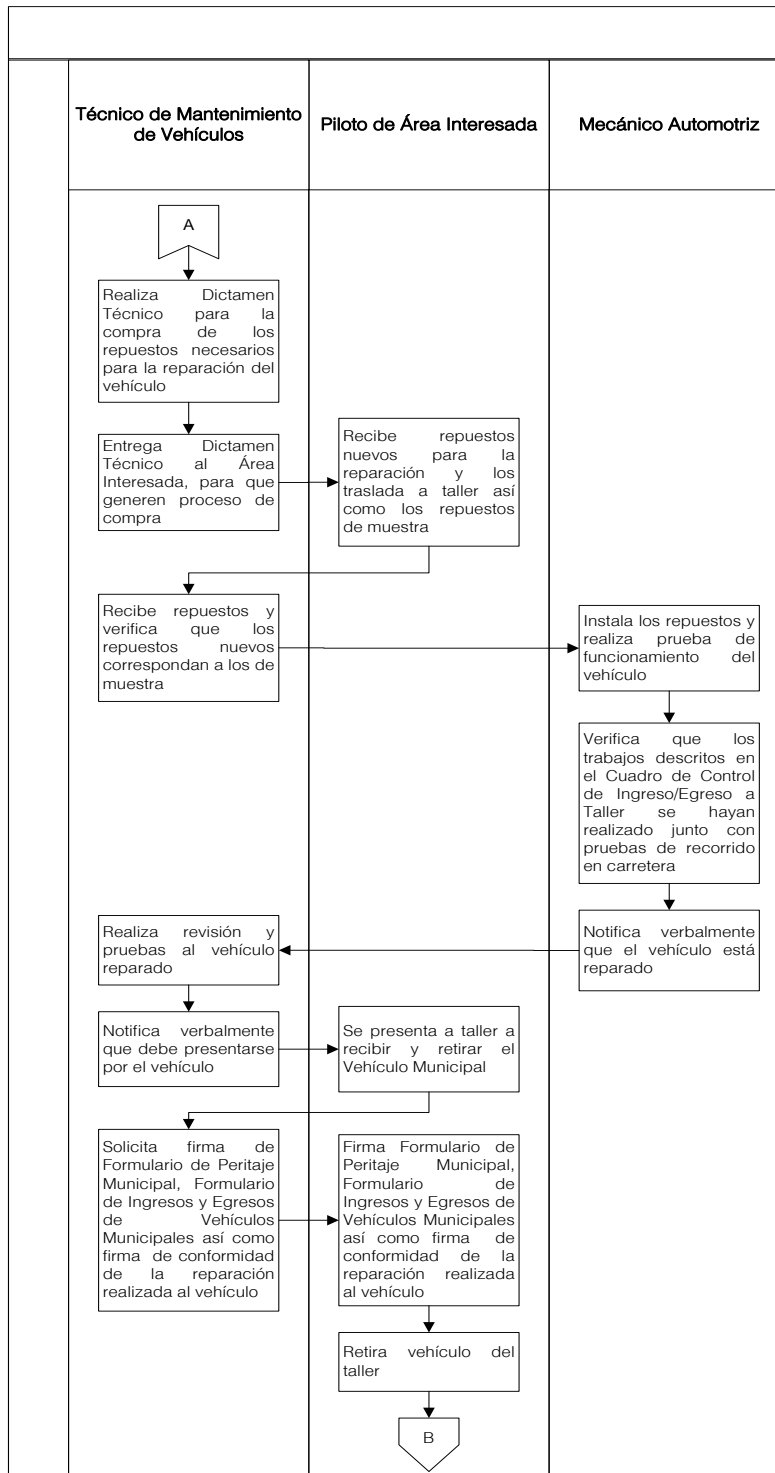 Técnico de Mantenimiento
de Vehículos
Piloto de Área Interesada
Mecánico Automotriz
A
Realiza Dictamen
Técnico para la
compra de los
repuestos necesarios
para la reparación del
vehículo
Entrega Dictamen
Técnico al Área
Interesada, para que
generen proceso de
compra
Recibe repuestos
nuevos para la
reparación y los
traslada a taller así
como los repuestos
de muestra
Recibe repuestos y
verifica que los
repuestos nuevos
correspondan a los de
muestra
Instala los repuestos y
realiza prueba de
funcionamiento del
vehículo
Verifica que los
trabajos descritos en
el Cuadro de Control
de Ingreso/Egreso a
Taller se hayan
realizado junto con
pruebas de recorrido
en carretera
Notifica verbalmente
que el vehículo está
reparado
Realiza revisión y
pruebas al vehículo
reparado
Notifica verbalmente
que debe presentarse
por el vehículo
Se presenta a taller a
recibir y retirar el
Vehículo Municipal
Solicita firma de
Formulario de Peritaje
Municipal, Formulario
de Ingresos y Egresos
de Vehículos
Municipales así como
firma de conformidad
de la reparación
realizada al vehículo
Firma Formulario de
Peritaje Municipal,
Formulario de
Ingresos y Egresos de
Vehículos Municipales
así como firma de
conformidad de la
reparación realizada
al vehículo
Retira vehículo del
taller
B